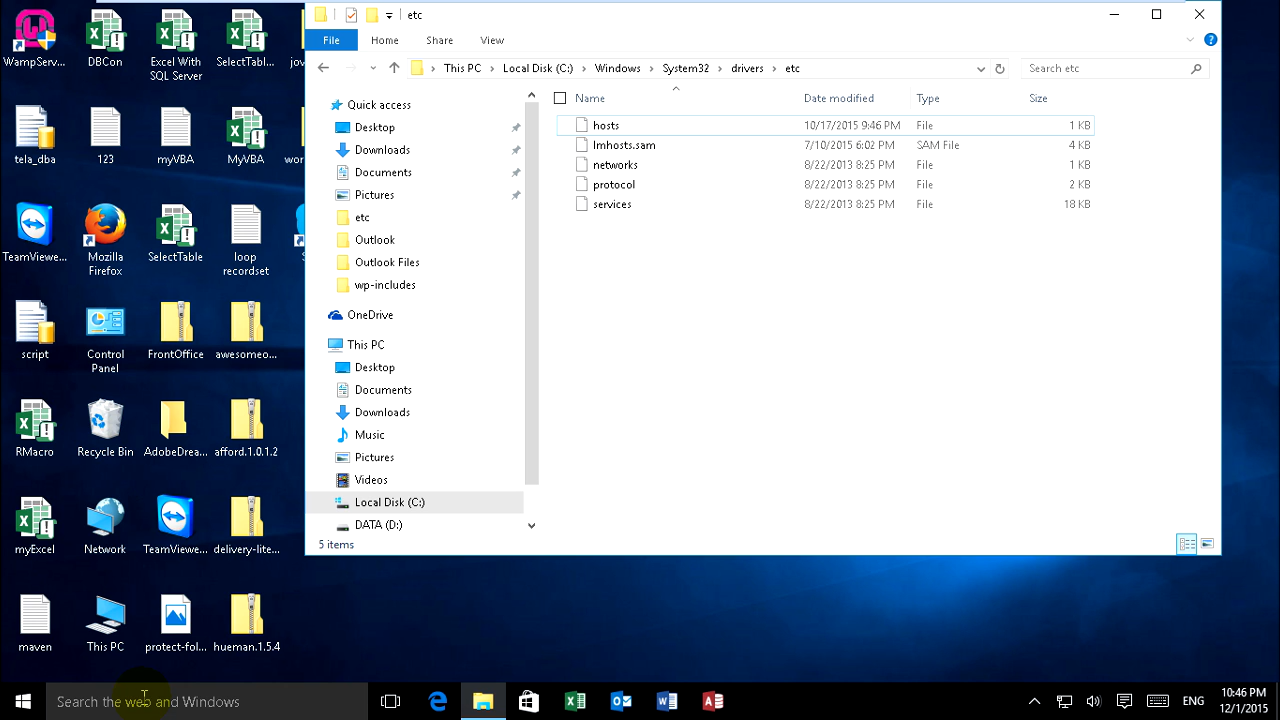 etc
File Home Share View
This PC > Local Disk (C:) > Windows > System32 > drivers > etc
Search etc
Name Date modified Type Size
hosts 10/17/2015 9:46 PM File 1 KB
lmhosts.sam 7/10/2015 6:02 PM SAM File 4 KB
networks 8/22/2013 8:25 PM File 1 KB
protocol 8/22/2013 8:25 PM File 2 KB
services 8/22/2013 8:25 PM File 18 KB
Quick access
Desktop
Downloads
Documents
Pictures
etc
Outlook
Outlook Files
wp-includes
OneDrive
This PC
Desktop
Documents
Downloads
Music
Pictures
Videos
Local Disk (C:)
DATA (D:)
5 items
WampServ...
DBCon
Excel With
SQL Server
SelectTabl...
tela_dba
123
myVBA
MyVBA
TeamViewe...
Mozilla
Firefox
SelectTable
loop
recordset
script
Control
Panel
FrontOffice
awesomeo...
RMacro
Recycle Bin
AdobeDrea...
afford.1.0.1.2
myExcel
Network
TeamViewe...
delivery-lite...
maven
This PC
protect-fol...
hueman.1.5.4
Search the web and Windows
ENG
10:46 PM
12/1/2015